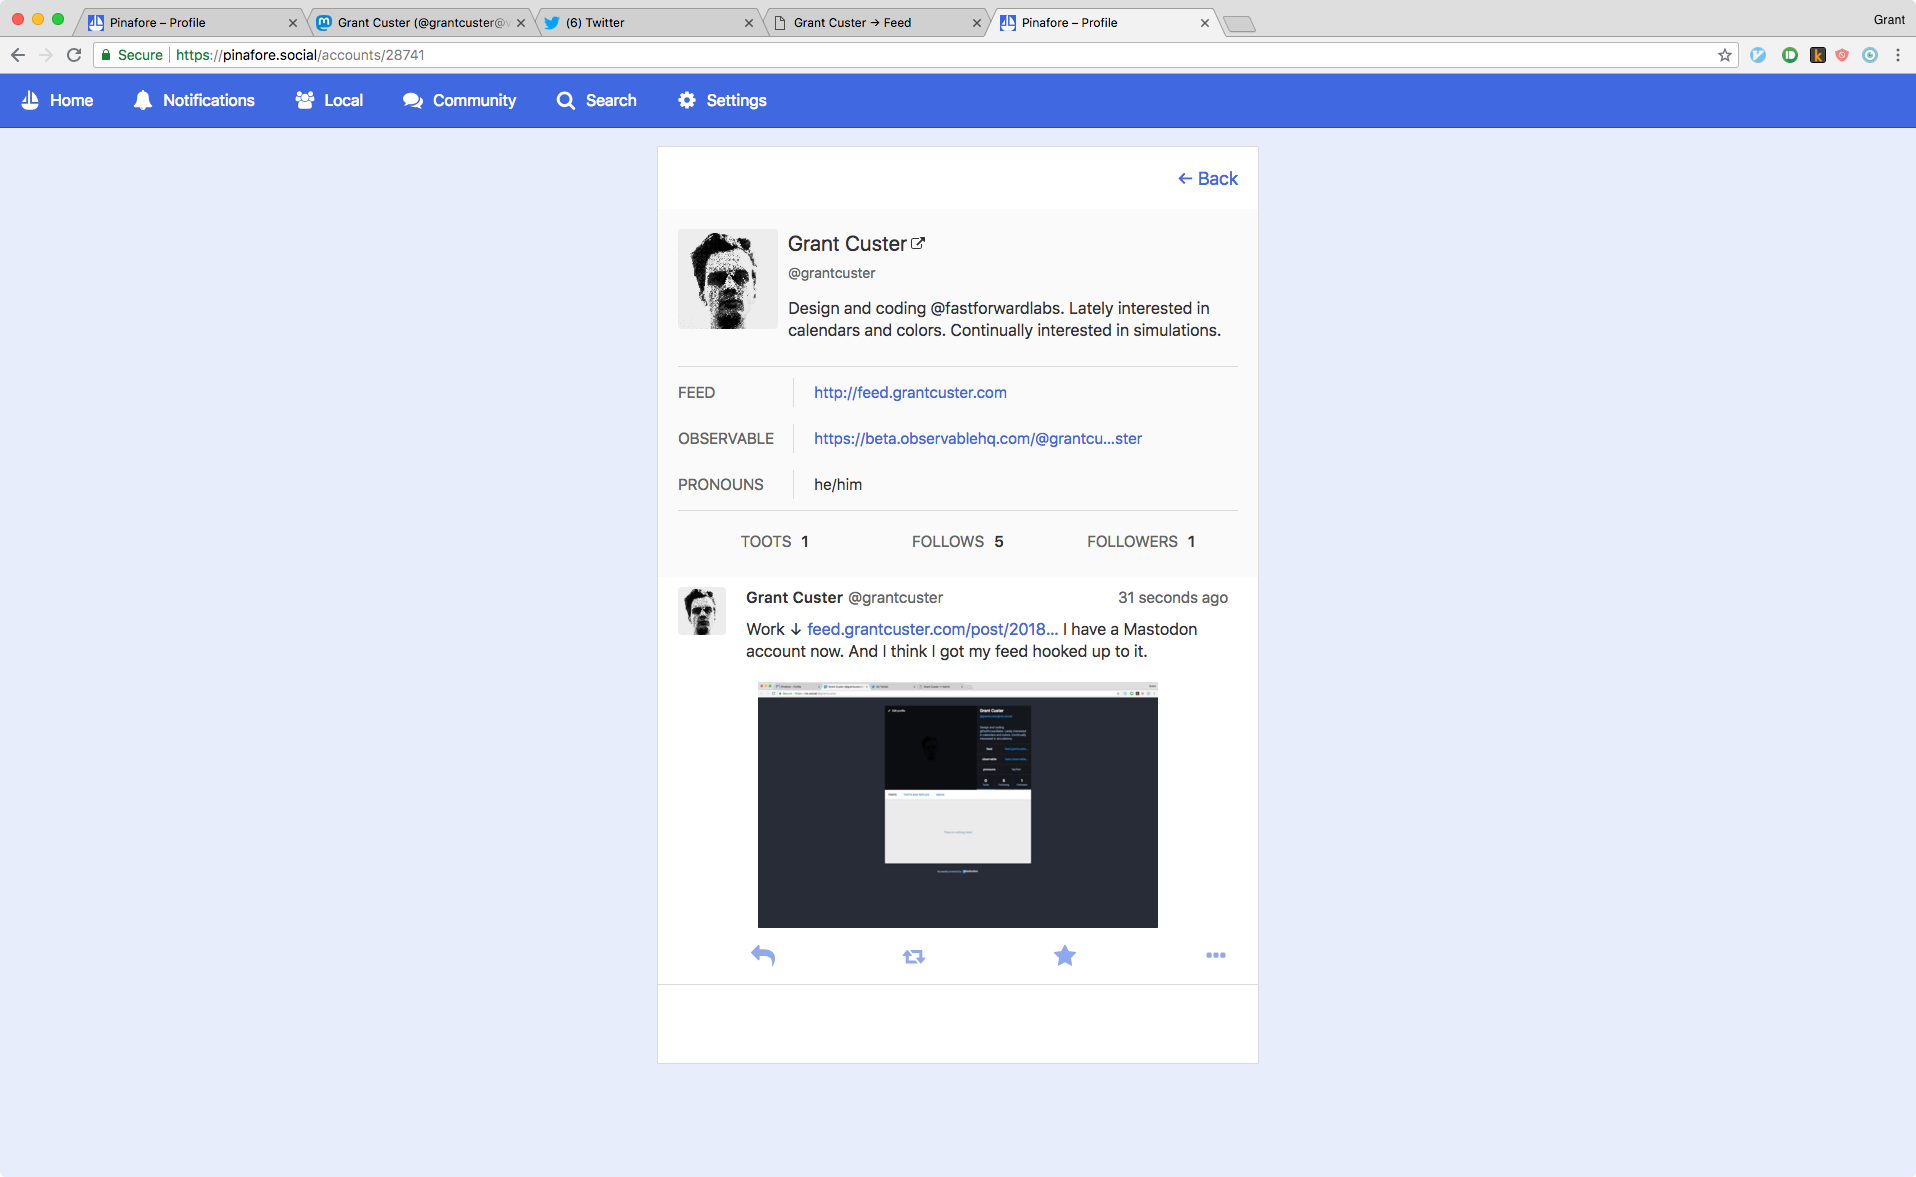 Pinafore – Profile
Grant Custer (@grantcuster@v
(6) Twitter
Grant Custer → Feed
Pinafore – Profile
Grant
Secure https://pinafore.social/accounts/28741
Home Notifications Local Community Search Settings
← Back
Grant Custer
@grantcuster
Design and coding @fastforwardlabs. Lately interested in
calendars and colors. Continually interested in simulations.
FEED http://feed.grantcuster.com
OBSERVABLE https://beta.observablehq.com/@grantcu...ster
PRONOUNS he/him
TOOTS 1 FOLLOWS 5 FOLLOWERS 1
Grant Custer @grantcuster 31 seconds ago
Work ↓ feed.grantcuster.com/post/2018... I have a Mastodon
account now. And I think I got my feed hooked up to it.
Grant Custer